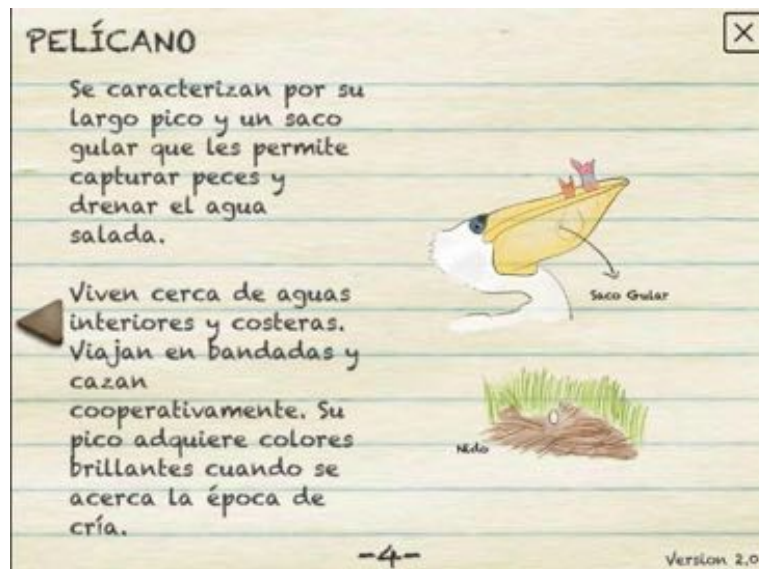 PELÍCANO
Se caracterizan por su
largo pico y un saco
gular que les permite
capturar peces y
drenar el agua
salada.
Viven cerca de aguas
interiores y costeras.
Viajan en bandadas y
cazan
cooperativamente. Su
pico adquiere colores
brillantes cuando se
acerca la época de
cría.
Saco Gular
Nido
-4-
Version 2.0